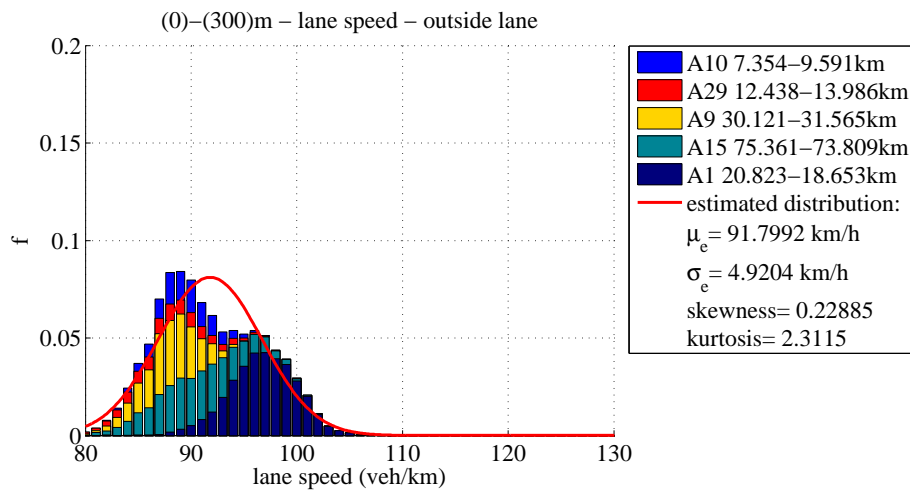 (0)−(300)m − lane speed − outside lane
0.2
0.15
0.1
0.05
0
f
80
90
100
110
120
130
lane speed (veh/km)
A10 7.354−9.591km
A29 12.438−13.986km
A9 30.121−31.565km
A15 75.361−73.809km
A1 20.823−18.653km
estimated distribution:
μe= 91.7992 km/h
σe= 4.9204 km/h
skewness= 0.22885
kurtosis= 2.3115